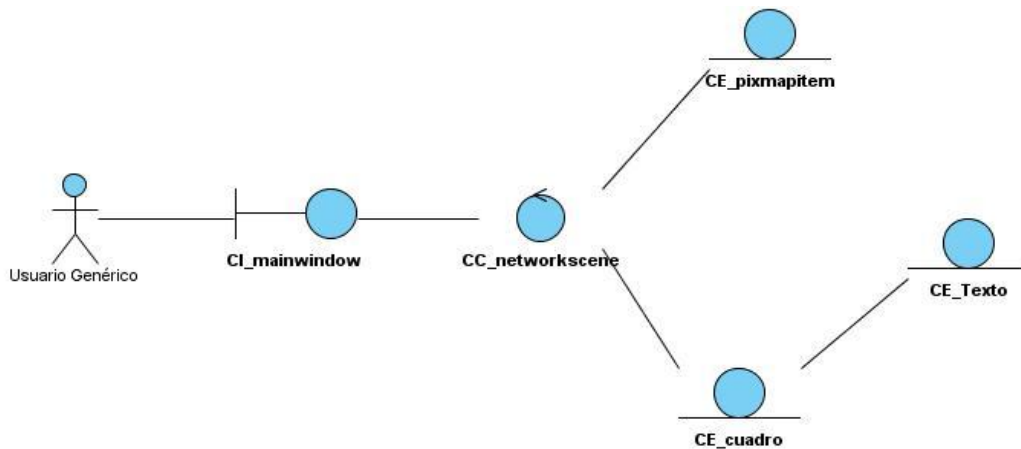 CE_pixmapitem
Usuario Genérico
CI_mainwindow
CC_networkscene
CE_Texto
CE_cuadro